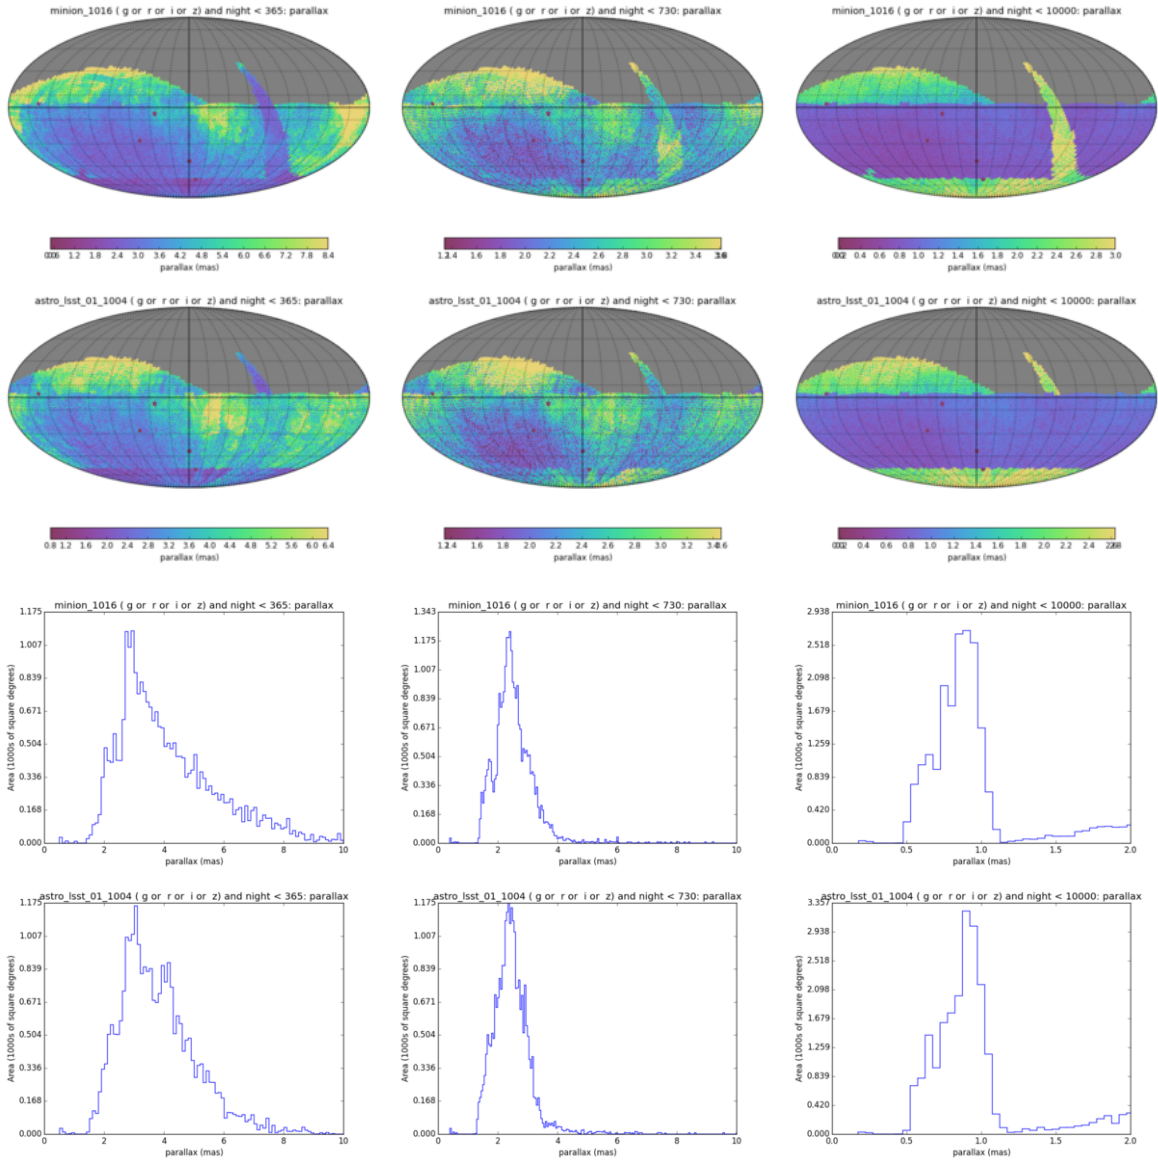 minion_1016 ( g or r or i or z) and night < 365: parallax
minion_1016 ( g or r or i or z) and night < 730: parallax
minion_1016 ( g or r or i or z) and night < 10000: parallax
1.2 1.8 2.4 3.0 3.6 4.2 4.8 5.4 6.0 6.6 7.2 7.8 8.4
parallax (mas)
1.6 1.8 2.0 2.2 2.4 2.6 2.8 3.0 3.2 3.4
parallax (mas)
0.4 0.6 0.8 1.0 1.2 1.4 1.6 1.8 2.0 2.2 2.4 2.6 2.8 3.0
parallax (mas)
astro_lsst_01_1004 ( g or r or i or z) and night < 365: parallax
astro_lsst_01_1004 ( g or r or i or z) and night < 730: parallax
astro_lsst_01_1004 ( g or r or i or z) and night < 10000: parallax
0.8 1.2 1.6 2.0 2.4 2.8 3.2 3.6 4.0 4.4 4.8 5.2 5.6 6.0 6.4
parallax (mas)
1.6 1.8 2.0 2.2 2.4 2.6 2.8 3.0 3.2
parallax (mas)
0.4 0.6 0.8 1.0 1.2 1.4 1.6 1.8 2.0 2.2 2.4
parallax (mas)
minion_1016 ( g or r or i or z) and night < 365: parallax
1.175
1.007
0.839
0.671
0.504
0.336
0.168
0.000
Area (1000s of square degrees)
0 2 4 6 8 10
parallax (mas)
minion_1016 ( g or r or i or z) and night < 730: parallax
1.343
1.175
1.007
0.839
0.671
0.504
0.336
0.168
0.000
Area (1000s of square degrees)
0 2 4 6 8 10
parallax (mas)
minion_1016 ( g or r or i or z) and night < 10000: parallax
2.938
2.518
2.098
1.679
1.259
0.839
0.420
0.000
Area (1000s of square degrees)
0.0 0.5 1.0 1.5 2.0
parallax (mas)
astro_lsst_01_1004 ( g or r or i or z) and night < 365: parallax
1.175
1.007
0.839
0.671
0.504
0.336
0.168
0.000
Area (1000s of square degrees)
0 2 4 6 8 10
parallax (mas)
astro_lsst_01_1004 ( g or r or i or z) and night < 730: parallax
1.175
1.007
0.839
0.671
0.504
0.336
0.168
0.000
Area (1000s of square degrees)
0 2 4 6 8 10
parallax (mas)
astro_lsst_01_1004 ( g or r or i or z) and night < 10000: parallax
3.357
2.938
2.518
2.098
1.679
1.259
0.839
0.420
0.000
Area (1000s of square degrees)
0.0 0.5 1.0 1.5 2.0
parallax (mas)